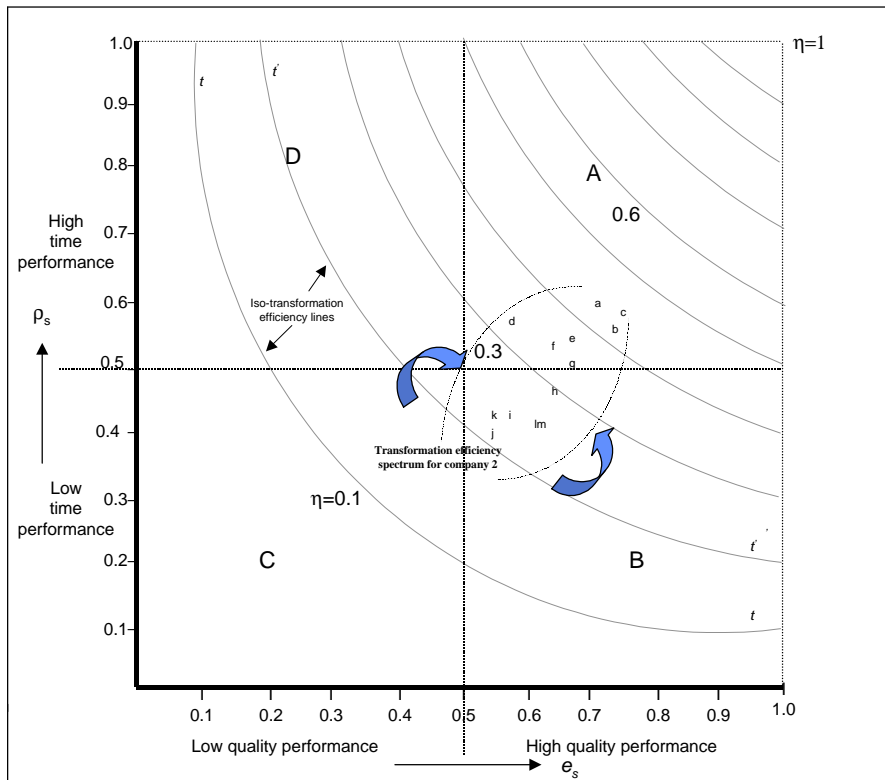 1.0
η=1
t
t'
0.9
D
0.8
A
0.7
0.6
High
time
performance
0.6
Iso-transformation
efficiency lines
a
c
d
b
ρs
e
f
0.3
g
0.5
h
k
i
lm
0.4
j
Transformation efficiency
spectrum for company 2
Low
time
performance
η=0.1
0.3
t'
'
0.2
C
B
0.1
t
0.1
0.2
0.3
0.4
0.5
0.6
0.7
0.8
0.9
1.0
Low quality performance
High quality performance
es